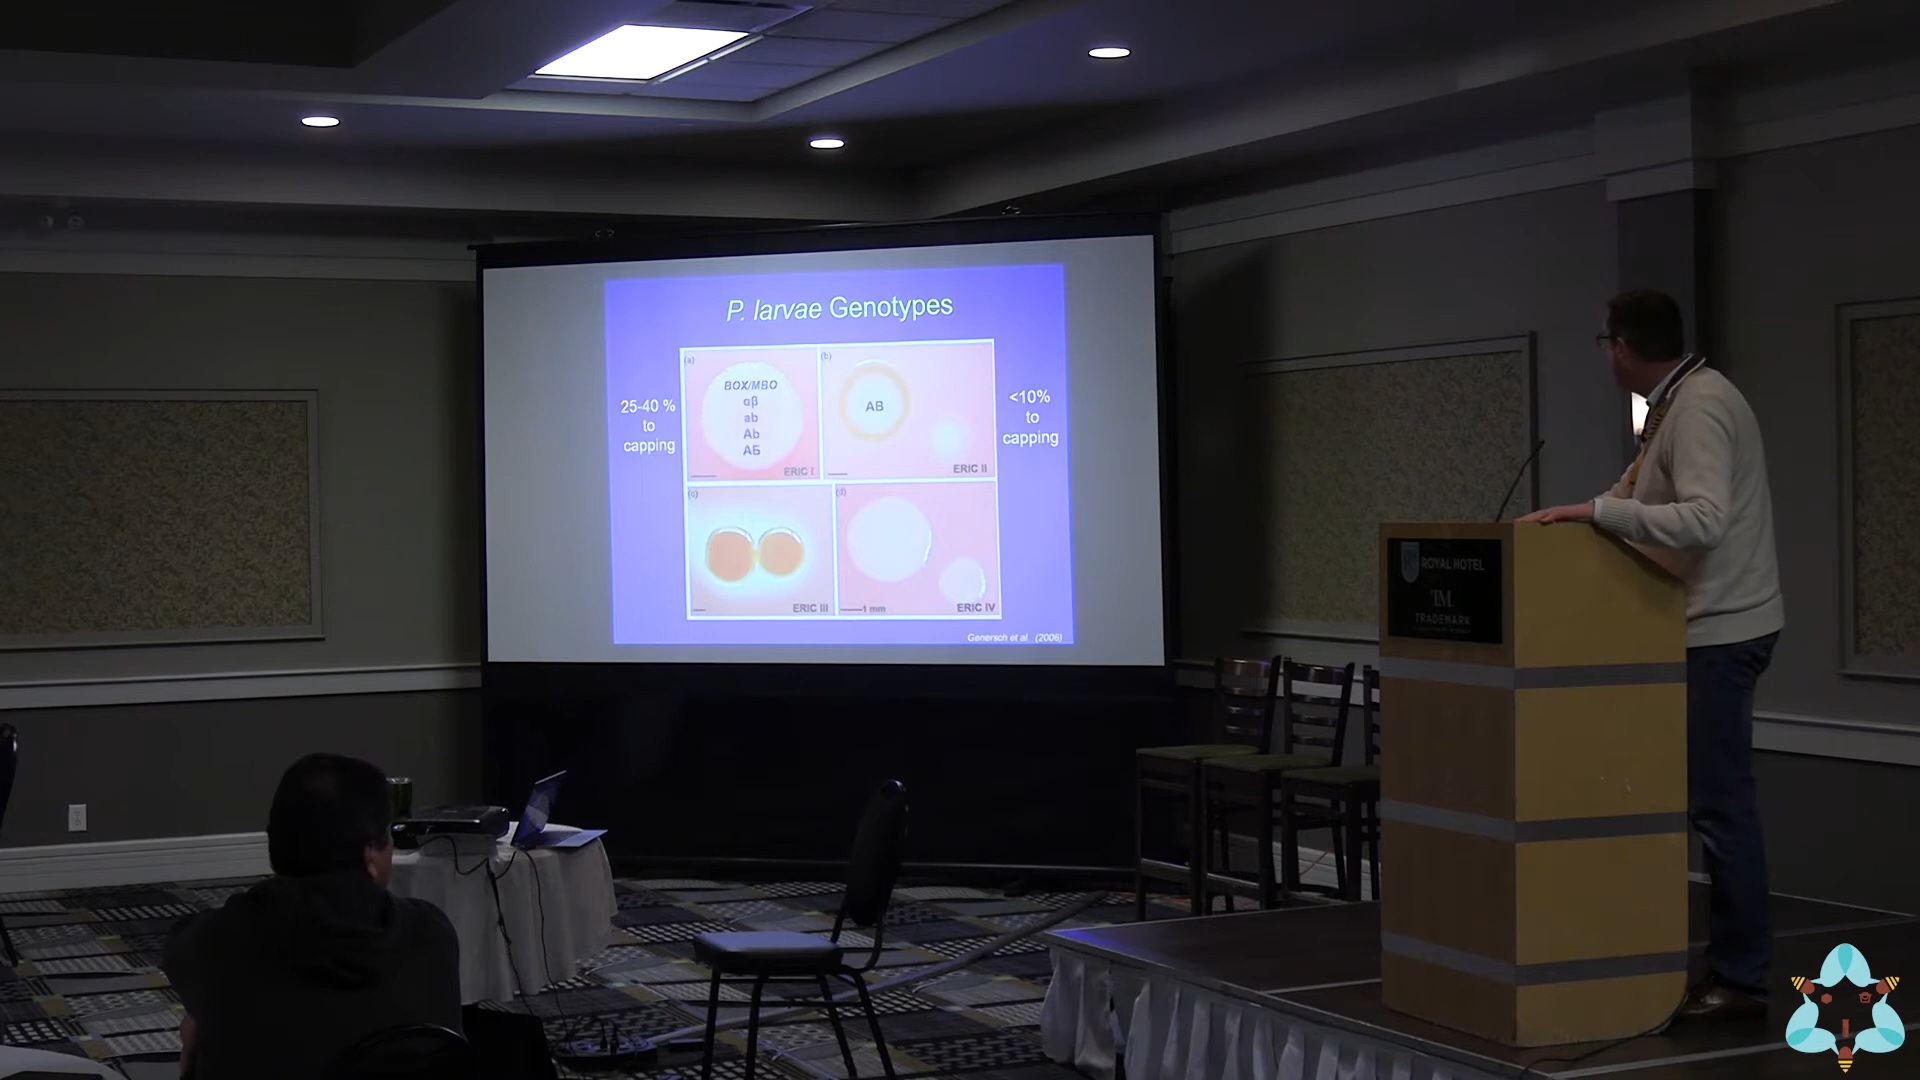 P. larvae Genotypes
25-40 %
to
capping
(a)
BOX/MBO
αβ
ab
Ab
AБ
ERIC I
(b)
AB
ERIC II
<10%
to
capping
(c)
ERIC III
(d)
1 mm
ERIC IV
Genersch et al. (2006)
ROYAL HOTEL
TM.
TRADEMARK